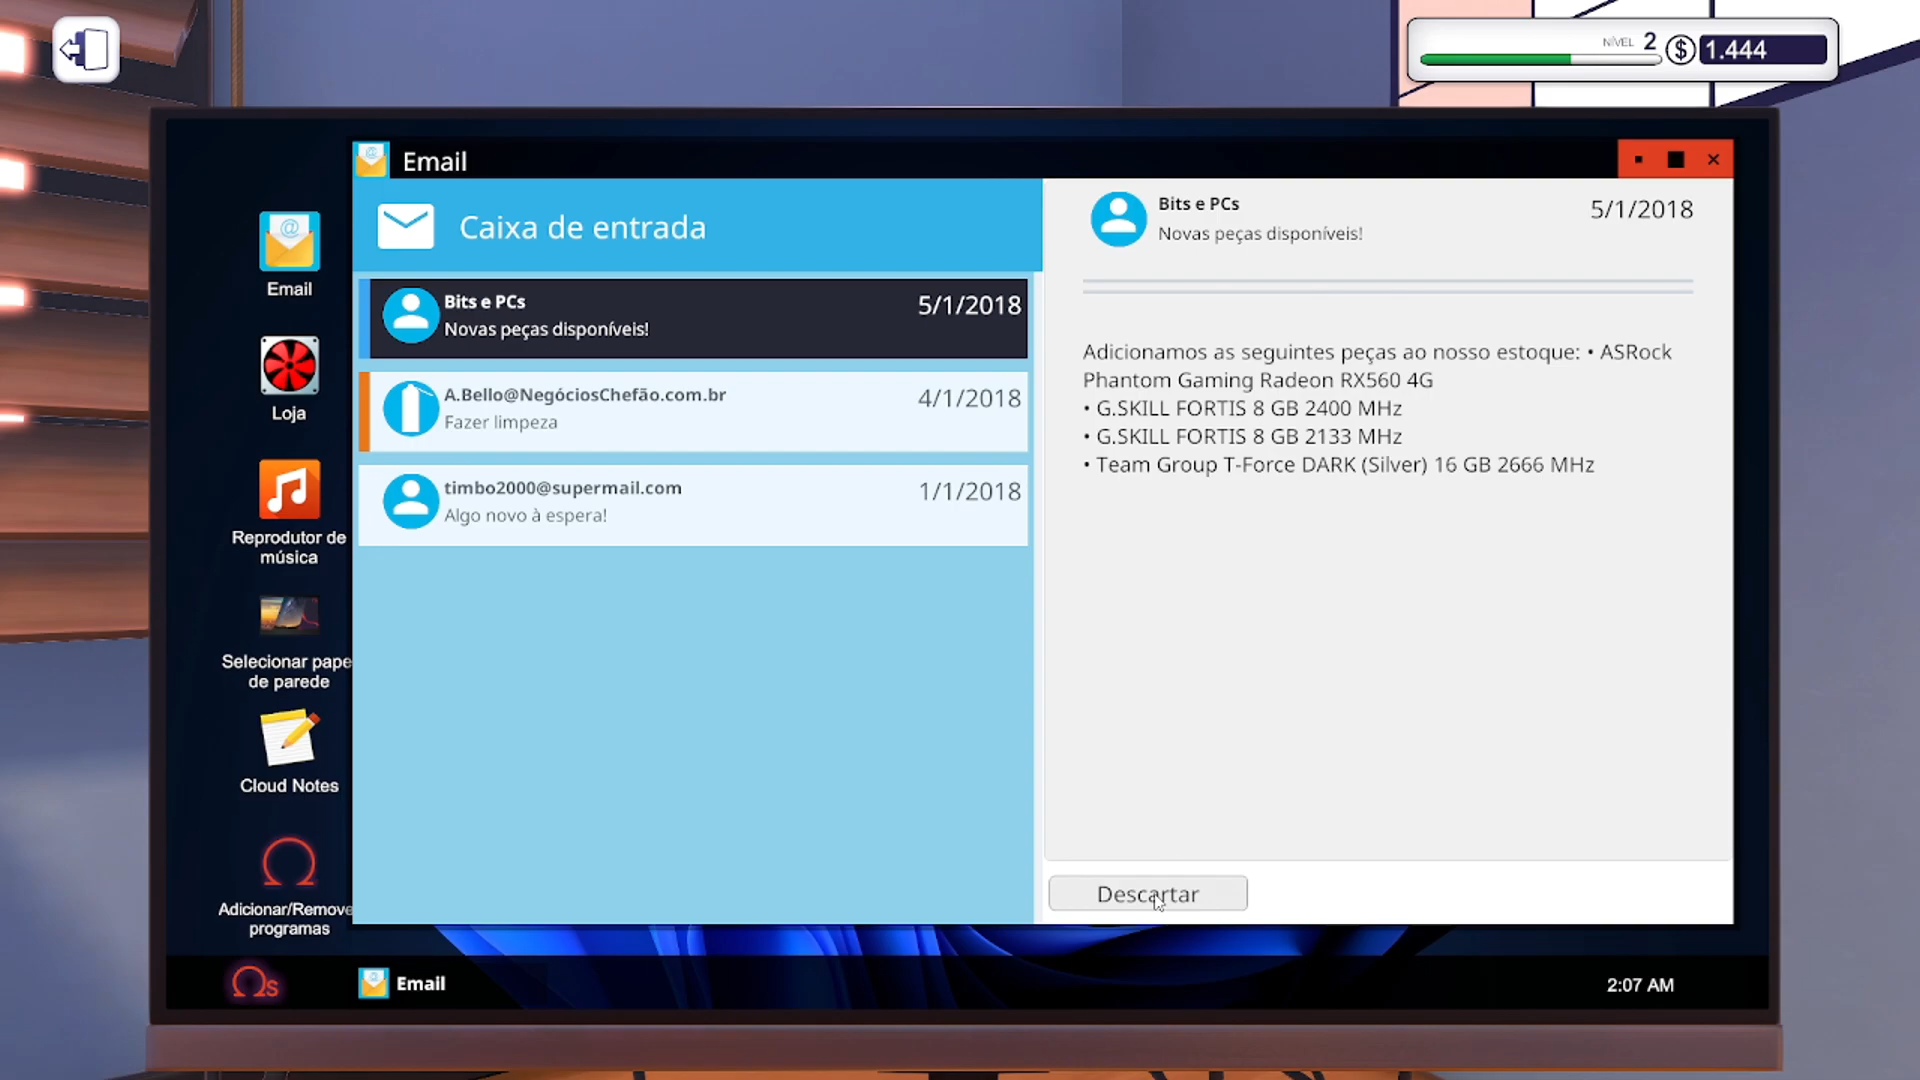 NÍVEL 2 $ 1.444
Email
Caixa de entrada
Bits e PCs
5/1/2018
Novas peças disponíveis!
A.Bello@NegóciosChefão.com.br
4/1/2018
Fazer limpeza
timbo2000@supermail.com
1/1/2018
Algo novo à espera!
Bits e PCs
5/1/2018
Novas peças disponíveis!
Adicionamos as seguintes peças ao nosso estoque: • ASRock
Phantom Gaming Radeon RX560 4G
• G.SKILL FORTIS 8 GB 2400 MHz
• G.SKILL FORTIS 8 GB 2133 MHz
• Team Group T-Force DARK (Silver) 16 GB 2666 MHz
Descartar
Email
Loja
Reprodutor de
música
Selecionar pape
de parede
Cloud Notes
Adicionar/Remove
programas
Ωs
Email
2:07 AM